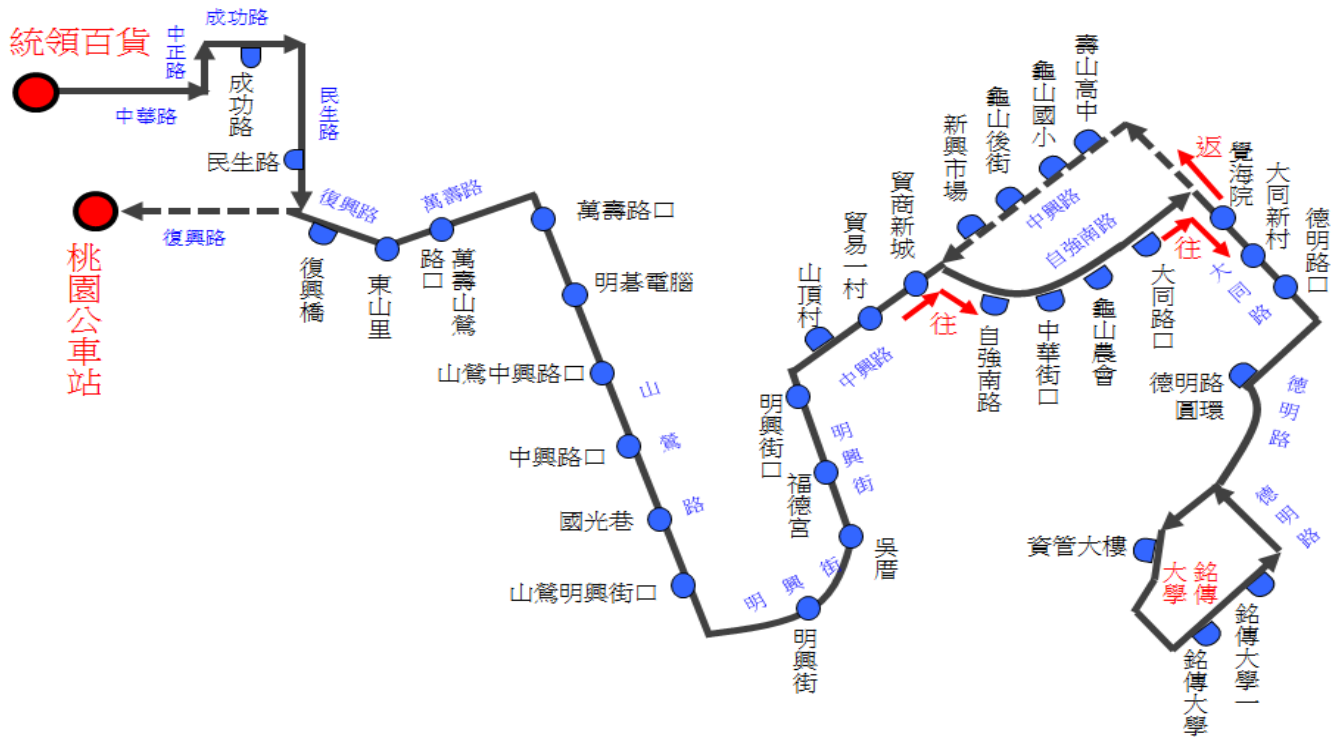 統領百貨
中華路
中正路
成功路
成功路
民生路
民生路
復興路
桃園公車站
復興路
復興橋
東山里
萬壽路
萬壽山鶯
路口
萬壽路口
明碁電腦
山鶯中興路口
中興路口
國光巷
山鶯明興街口
山鶯路
明興街
明興街
吳厝
福德宮
明興街口
明興街
中興路
山頂村
貿易一村
貿商新城
往
自強南路
中華街口
龜山農會
大同路口
自強南路
往
新興市場
龜山後街
龜山國小
壽山高中
中興路
返
覺海院
大同新村
德明路口
大同路
德明路
圓環
德明路
德明路
資管大樓
銘傳
大學
銘傳大學
銘傳大學一